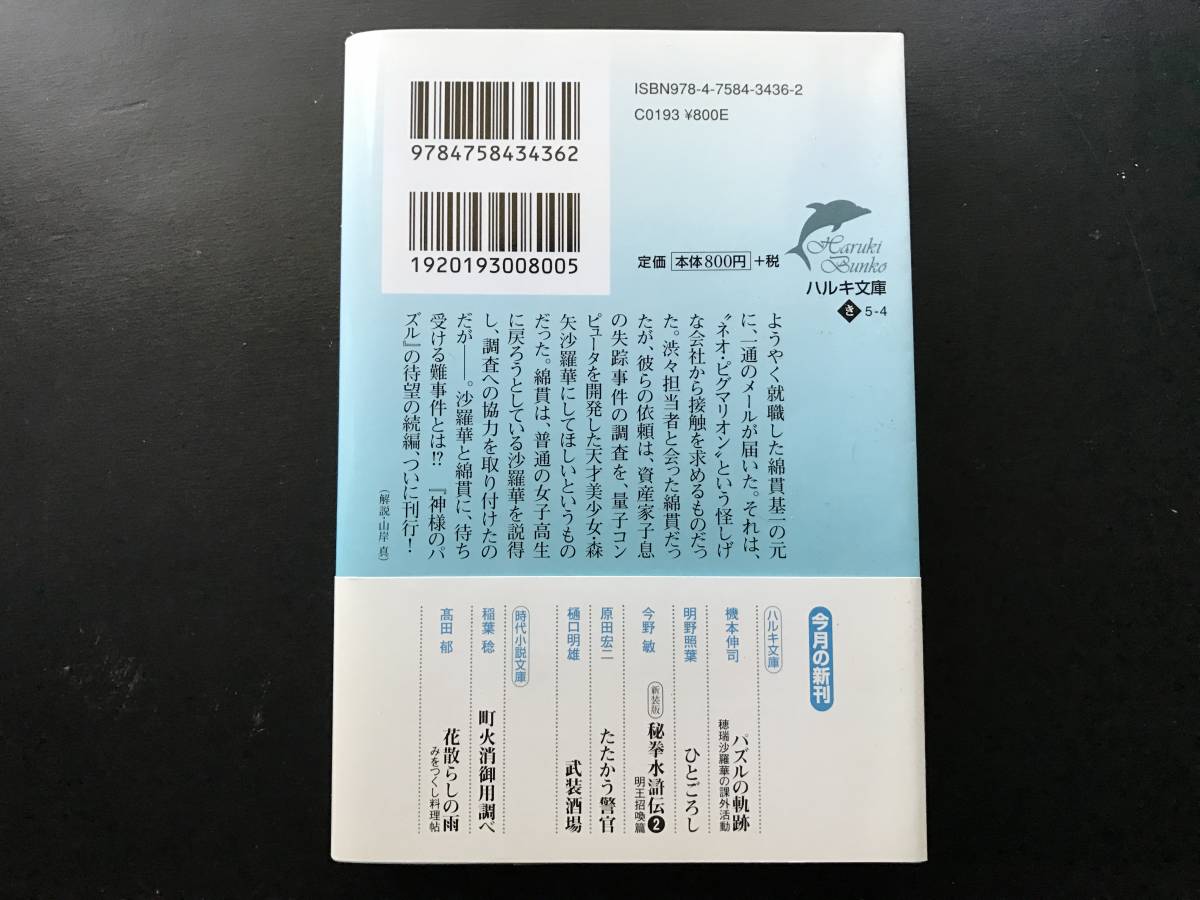 ISBN978-4-7584-3436-2
C0193 ¥800E
9784758434362
1920193008005
定価 本体800円 +税
Haruki
Bunko
ハルキ文庫
き 5-4
ようやく就職した綿貫基一の元
に、一通のメールが届いた。それは、
〝ネオ・ピグマリオン〟という怪しげ
な会社から接触を求めるものだっ
た。渋々担当者と会った綿貫だっ
たが、彼らの依頼は、資産家子息
の失踪事件の調査を、量子コン
ピュータを開発した天才美少女・森
矢沙羅華にしてほしいというもの
だった。綿貫は、普通の女子高生
に戻ろうとしている沙羅華を説得
し、調査への協力を取り付けたの
だが――。沙羅華と綿貫に、待ち
受ける難事件とは!? 『神様のパ
ズル』の待望の続編、ついに刊行！
（解説・山岸 真）
今月の新刊
ハルキ文庫
機本伸司 パズルの軌跡
穂瑞沙羅華の課外活動
明野照葉 ひとごろし
今野 敏 新装版 秘拳水滸伝❷
明王招喚篇
原田宏二 たたかう警官
樋口明雄 武装酒場
時代小説文庫
稲葉 稔 町火消御用調べ
髙田 郁 花散らしの雨
みをつくし料理帖